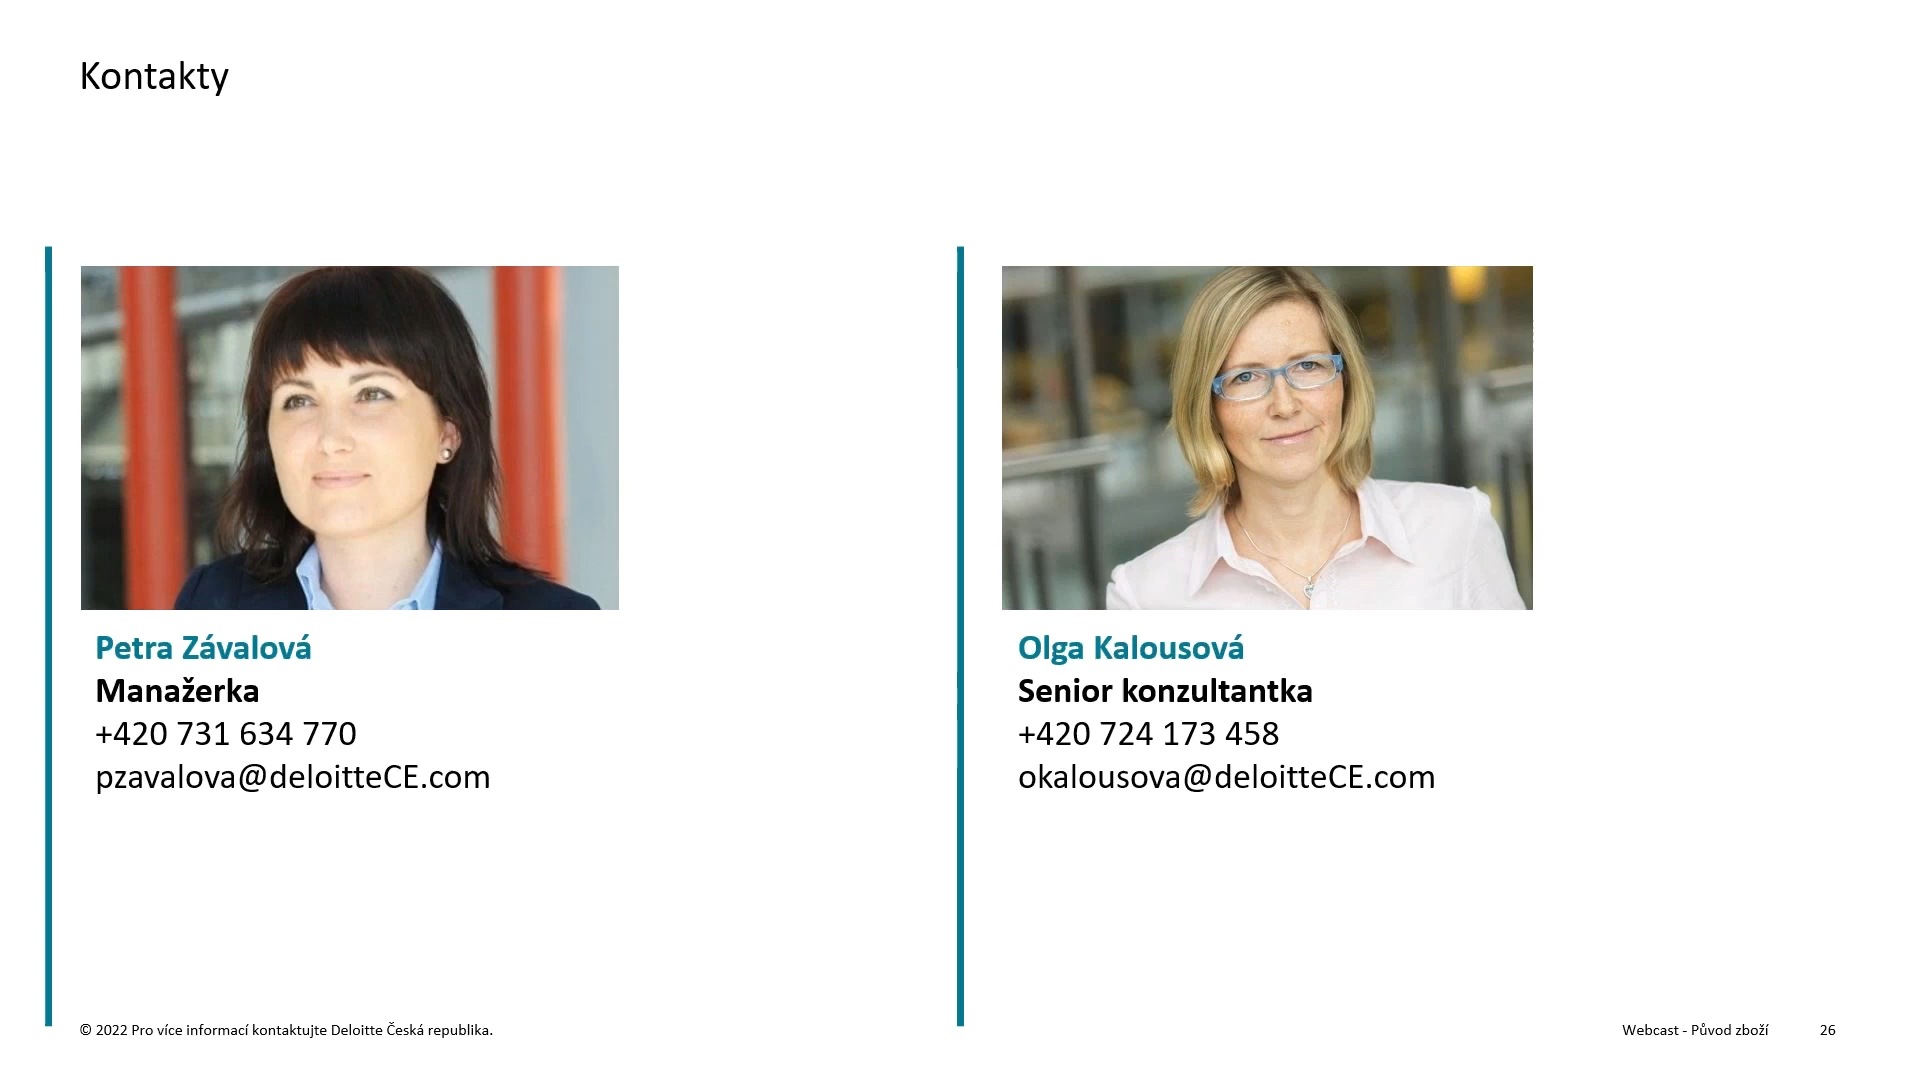 Kontakty
Petra Závalová
Manažerka
+420 731 634 770
pzavalova@deloitteCE.com
Olga Kalousová
Senior konzultantka
+420 724 173 458
okalousova@deloitteCE.com
© 2022 Pro více informací kontaktujte Deloitte Česká republika.
Webcast - Původ zboží 26